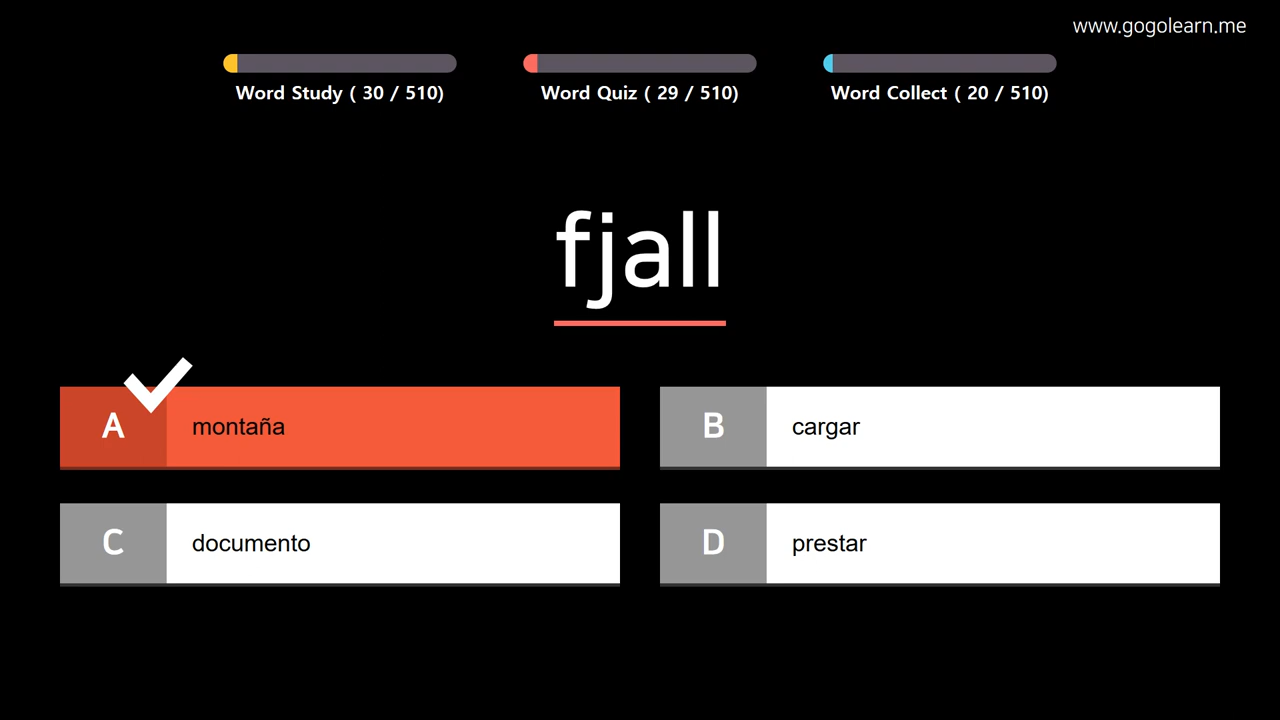 www.gogolearn.me
Word Study ( 30 / 510)
Word Quiz ( 29 / 510)
Word Collect ( 20 / 510)
fjall
A montaña
B cargar
C documento
D prestar